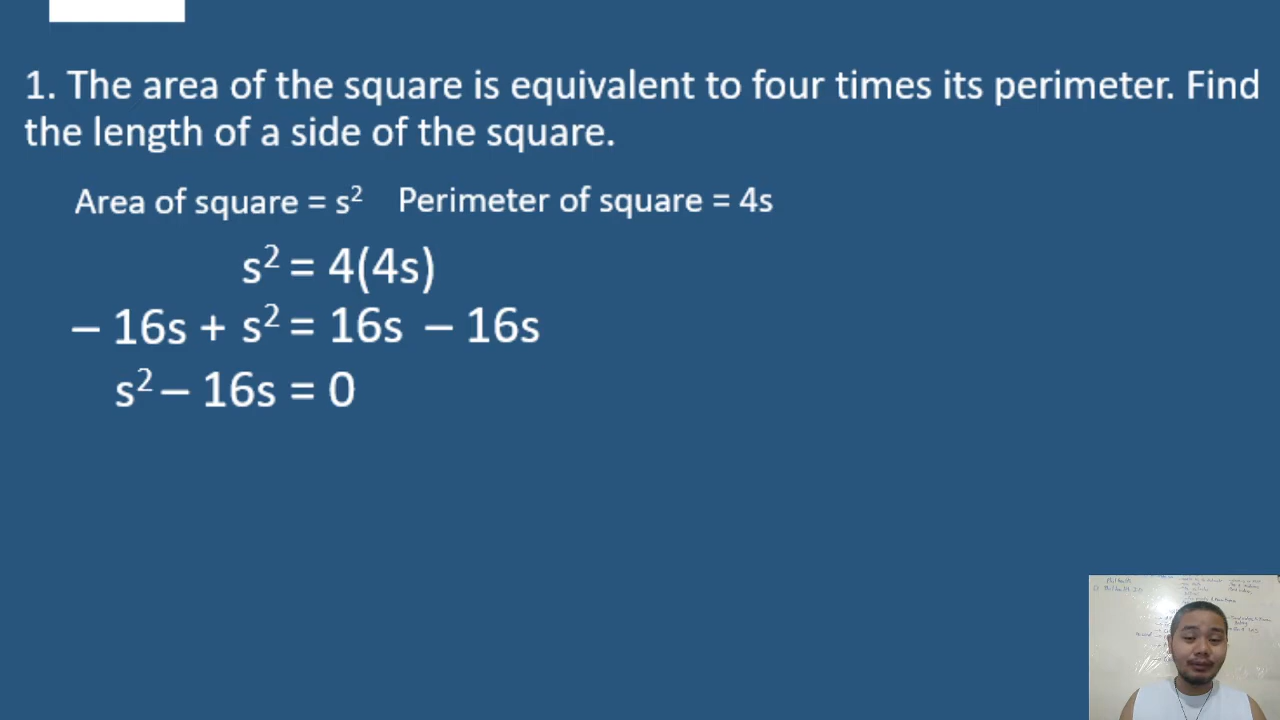 1. The area of the square is equivalent to four times its perimeter. Find
the length of a side of the square.
Area of square = s² Perimeter of square = 4s
s² = 4(4s)
– 16s + s² = 16s – 16s
s² – 16s = 0